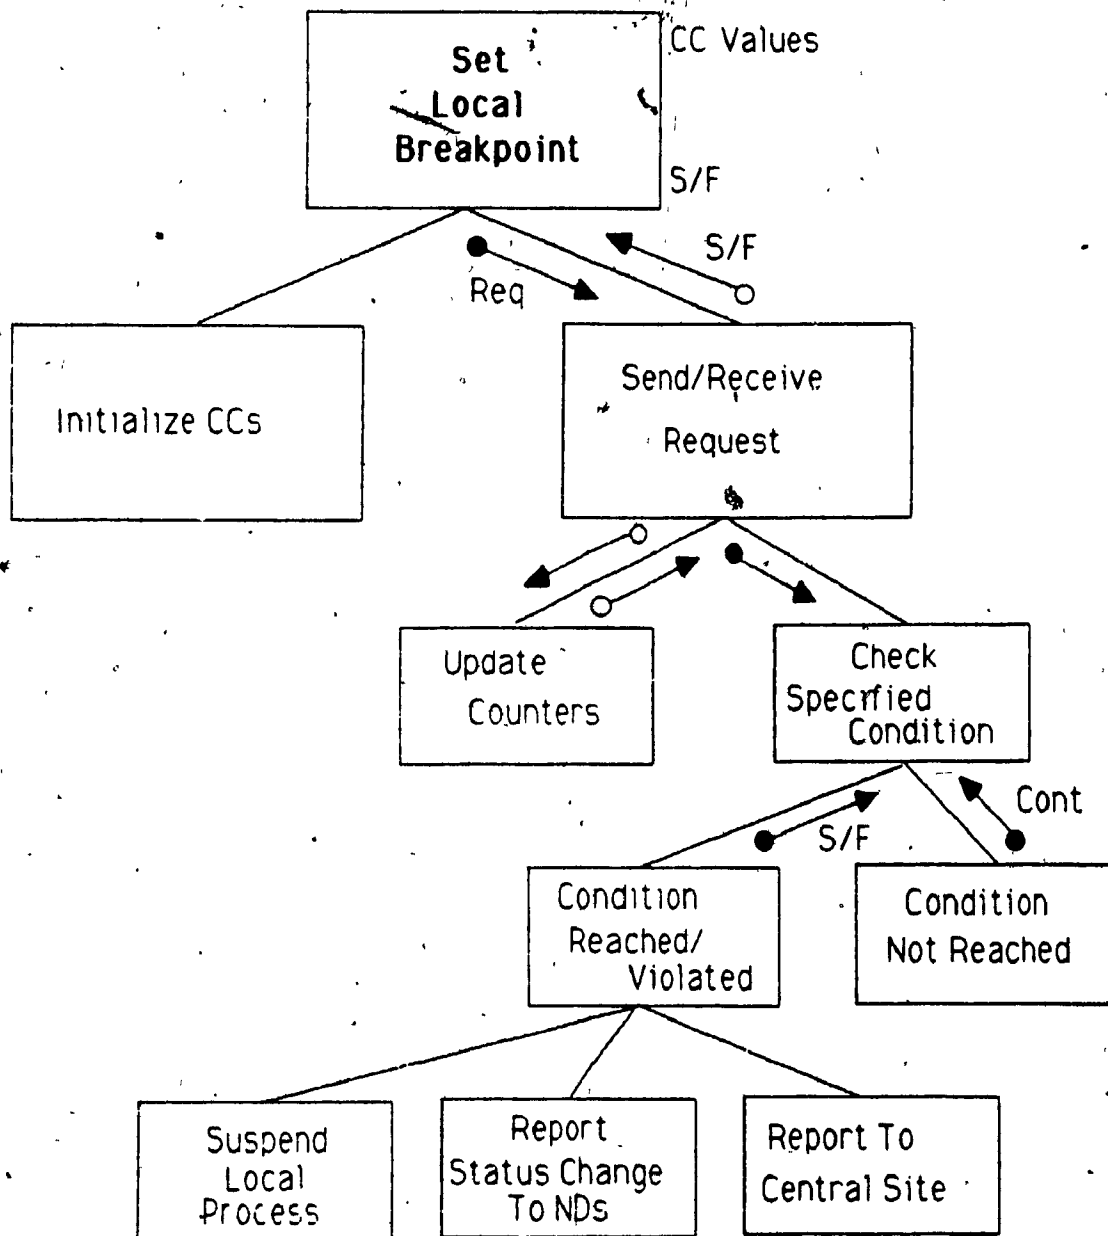 CC Values
Set
Local
Breakpoint
S/F
S/F
Req
Initialize CCs
Send/Receive
Request
Update
Counters
Check
Specified
Condition
Cont
S/F
Condition
Reached/
Violated
Condition
Not Reached
Suspend
Local
Process
Report
Status Change
To NDs
Report To
Central Site